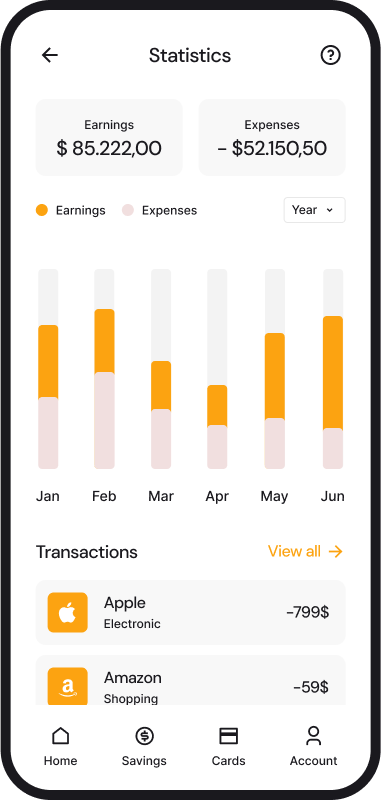 Statistics
Earnings
$ 85.222,00
Expenses
- $52.150,50
Earnings
Expenses
Year
Jan Feb Mar Apr May Jun
Transactions
View all
Apple
Electronic
-799$
Amazon
Shopping
-59$
Home Savings Cards Account